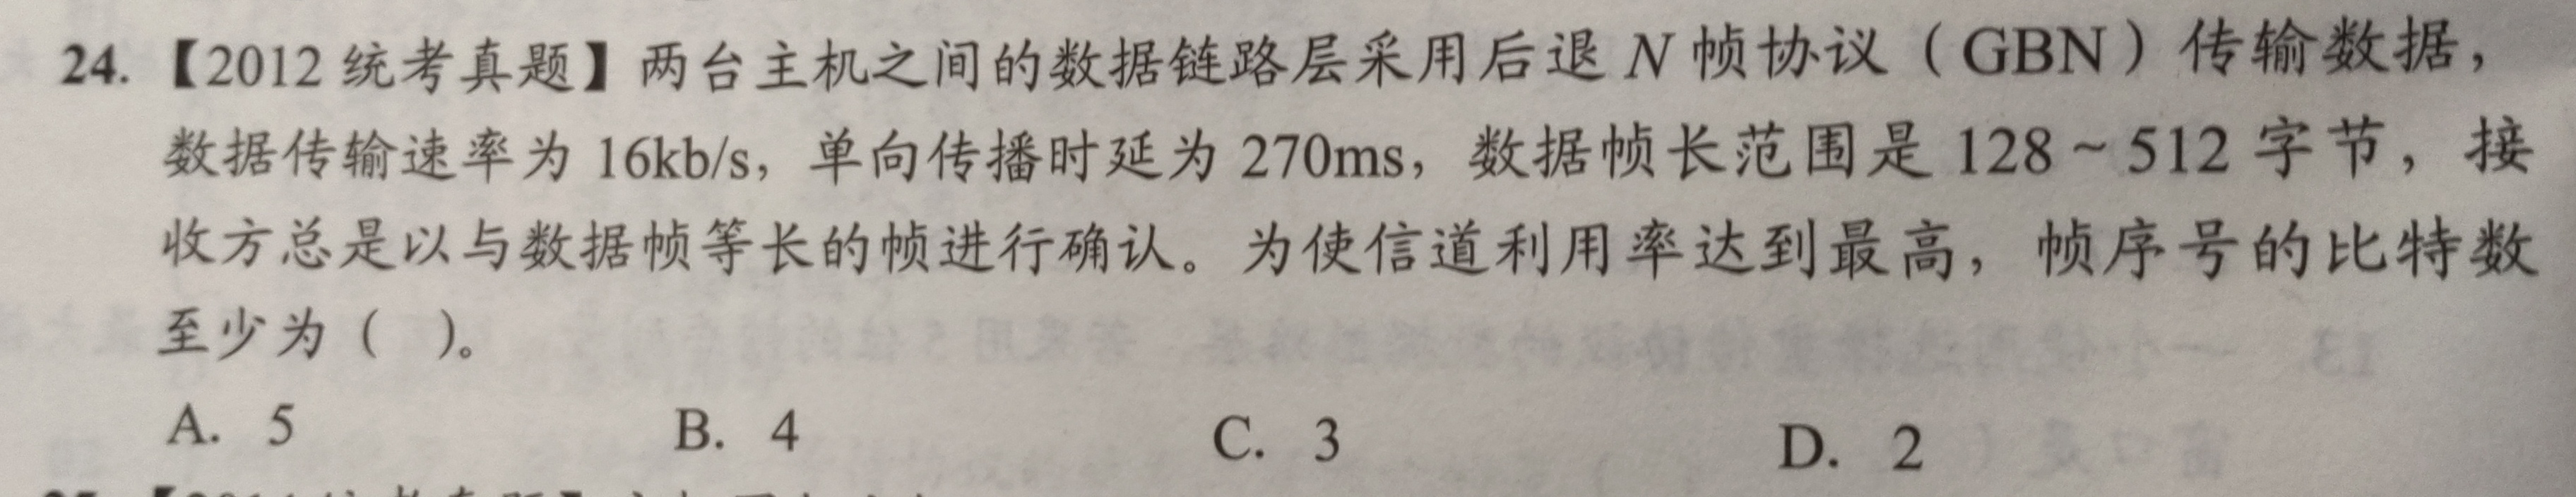 24. 【2012 统考真题】两台主机之间的数据链路层采用后退 N 帧协议（GBN）传输数据，
数据传输速率为 16kb/s，单向传播时延为 270ms，数据帧长范围是 128～512 字节，接
收方总是以与数据帧等长的帧进行确认。为使信道利用率达到最高，帧序号的比特数
至少为（ ）。
A. 5 B. 4 C. 3 D. 2